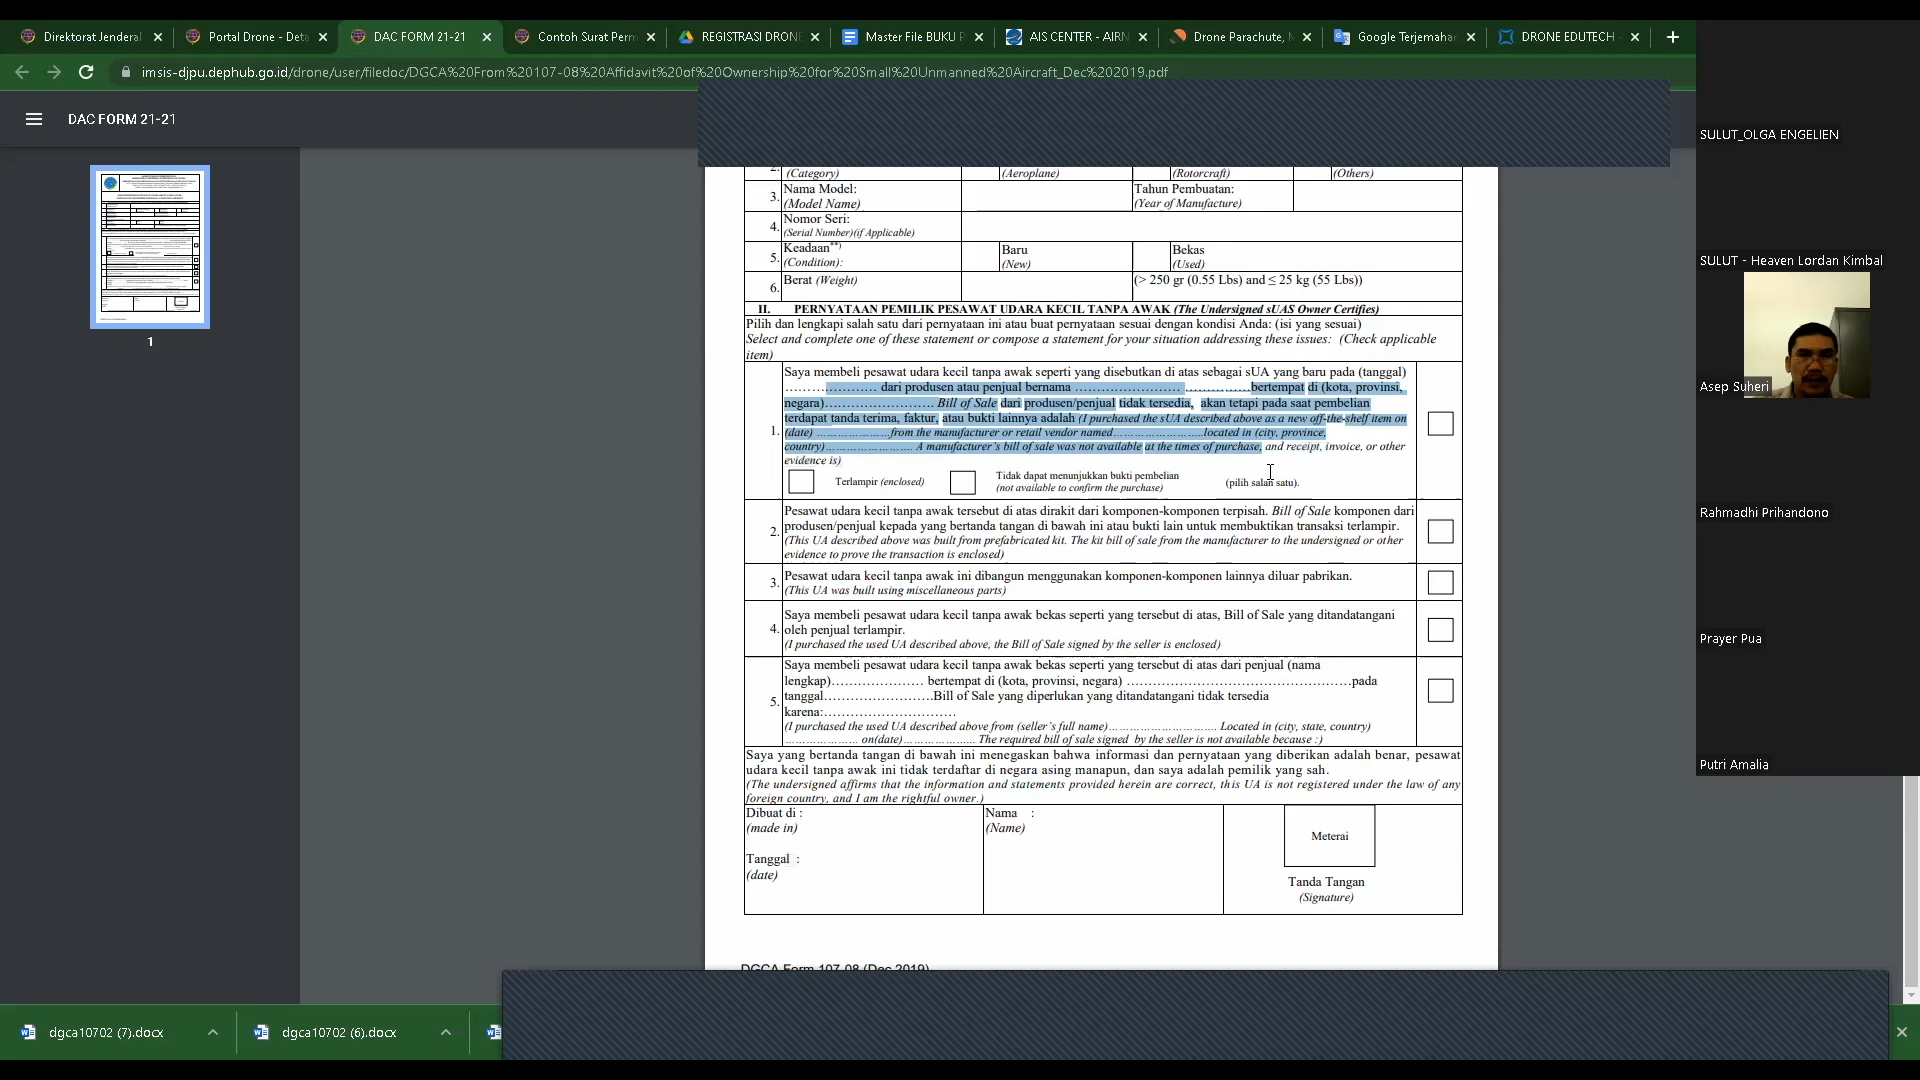 Direktorat Jenderal
Portal Drone - Deta
DAC FORM 21-21
Contoh Surat Perm
REGISTRASI DRONE
Master File BUKU P
AIS CENTER - AIRN
Drone Parachute, M
Google Terjemahan
DRONE EDUTECH -
imsis-djpu.dephub.go.id/drone/user/filedoc/DGCA%20From%20107-08%20Affidavit%20of%20Ownership%20for%20Small%20Unmanned%20Aircraft_Dec%202019.pdf
DAC FORM 21-21
1
2.
(Category)
(Aeroplane)
(Rotorcraft)
(Others)
3.
Nama Model:
(Model Name)
Tahun Pembuatan:
(Year of Manufacture)
4.
Nomor Seri:
(Serial Number)(if Applicable)
5.
Keadaan**)
(Condition):
Baru
(New)
Bekas
(Used)
6.
Berat (Weight)
(> 250 gr (0.55 Lbs) and ≤ 25 kg (55 Lbs))
II. PERNYATAAN PEMILIK PESAWAT UDARA KECIL TANPA AWAK (The Undersigned sUAS Owner Certifies)
Pilih dan lengkapi salah satu dari pernyataan ini atau buat pernyataan sesuai dengan kondisi Anda: (isi yang sesuai)
Select and complete one of these statement or compose a statement for your situation addressing these issues: (Check applicable
item)
1.
Saya membeli pesawat udara kecil tanpa awak seperti yang disebutkan di atas sebagai sUA yang baru pada (tanggal)
………………… dari produsen atau penjual bernama …………………… ……………bertempat di (kota, provinsi,
negara)……………………. Bill of Sale dari produsen/penjual tidak tersedia, akan tetapi pada saat pembelian
terdapat tanda terima, faktur, atau bukti lainnya adalah (I purchased the sUA described above as a new off-the-shelf item on
(date) …………………from the manufacturer or retail vendor named…………………..located in (city, province,
country)…………………. A manufacturer's bill of sale was not available at the times of purchase, and receipt, invoice, or other
evidence is)
Terlampir (enclosed)
Tidak dapat menunjukkan bukti pembelian
(not available to confirm the purchase)
(pilih salah satu).
2.
Pesawat udara kecil tanpa awak tersebut di atas dirakit dari komponen-komponen terpisah. Bill of Sale komponen dari
produsen/penjual kepada yang bertanda tangan di bawah ini atau bukti lain untuk membuktikan transaksi terlampir.
(This UA described above was built from prefabricated kit. The kit bill of sale from the manufacturer to the undersigned or other
evidence to prove the transaction is enclosed)
3.
Pesawat udara kecil tanpa awak ini dibangun menggunakan komponen-komponen lainnya diluar pabrikan.
(This UA was built using miscellaneous parts)
4.
Saya membeli pesawat udara kecil tanpa awak bekas seperti yang tersebut di atas, Bill of Sale yang ditandatangani
oleh penjual terlampir.
(I purchased the used UA described above, the Bill of Sale signed by the seller is enclosed)
5.
Saya membeli pesawat udara kecil tanpa awak bekas seperti yang tersebut di atas dari penjual (nama
lengkap)………………… bertempat di (kota, provinsi, negara) ……………………………………………pada
tanggal…………………….Bill of Sale yang diperlukan yang ditandatangani tidak tersedia
karena:…………………………
(I purchased the used UA described above from (seller's full name)……………………. Located in (city, state, country)
………………… on(date)………………... The required bill of sale signed by the seller is not available because :)
Saya yang bertanda tangan di bawah ini menegaskan bahwa informasi dan pernyataan yang diberikan adalah benar, pesawat
udara kecil tanpa awak ini tidak terdaftar di negara asing manapun, dan saya adalah pemilik yang sah.
(The undersigned affirms that the information and statements provided herein are correct, this UA is not registered under the law of any
foreign country, and I am the rightful owner.)
Dibuat di :
(made in)
Tanggal :
(date)
Nama :
(Name)
Meterai
Tanda Tangan
(Signature)
DGCA Form 107-08 (Dec 2019)
dgca10702 (7).docx
dgca10702 (6).docx
SULUT_OLGA ENGELIEN
SULUT - Heaven Lordan Kimbal
Asep Suheri
Rahmadhi Prihandono
Prayer Pua
Putri Amalia